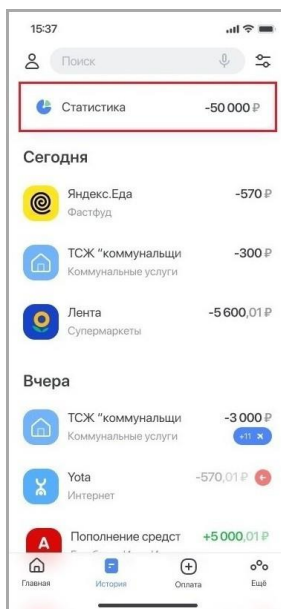 15:37
Поиск
Статистика -50 000 ₽
Сегодня
Яндекс.Еда -570 ₽
Фастфуд
ТСЖ "коммунальщи -300 ₽
Коммунальные услуги
Лента -5 600,01 ₽
Супермаркеты
Вчера
ТСЖ "коммунальщи -3 000 ₽
Коммунальные услуги +11
Yota -570,01 ₽
Интернет
А Пополнение средст +5 000,01 ₽
Главная История Оплата Ещё